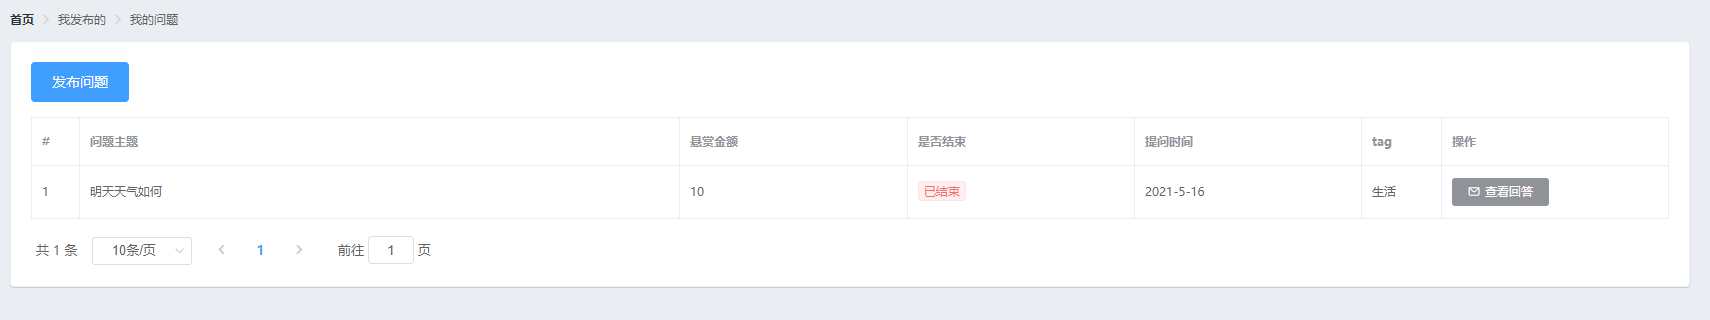 首页 > 我发布的 > 我的问题
发布问题
# 问题主题 悬赏金额 是否结束 提问时间 tag 操作
1 明天天气如何 10 已结束 2021-5-16 生活 查看回答
共 1 条 10条/页 < 1 > 前往 1 页